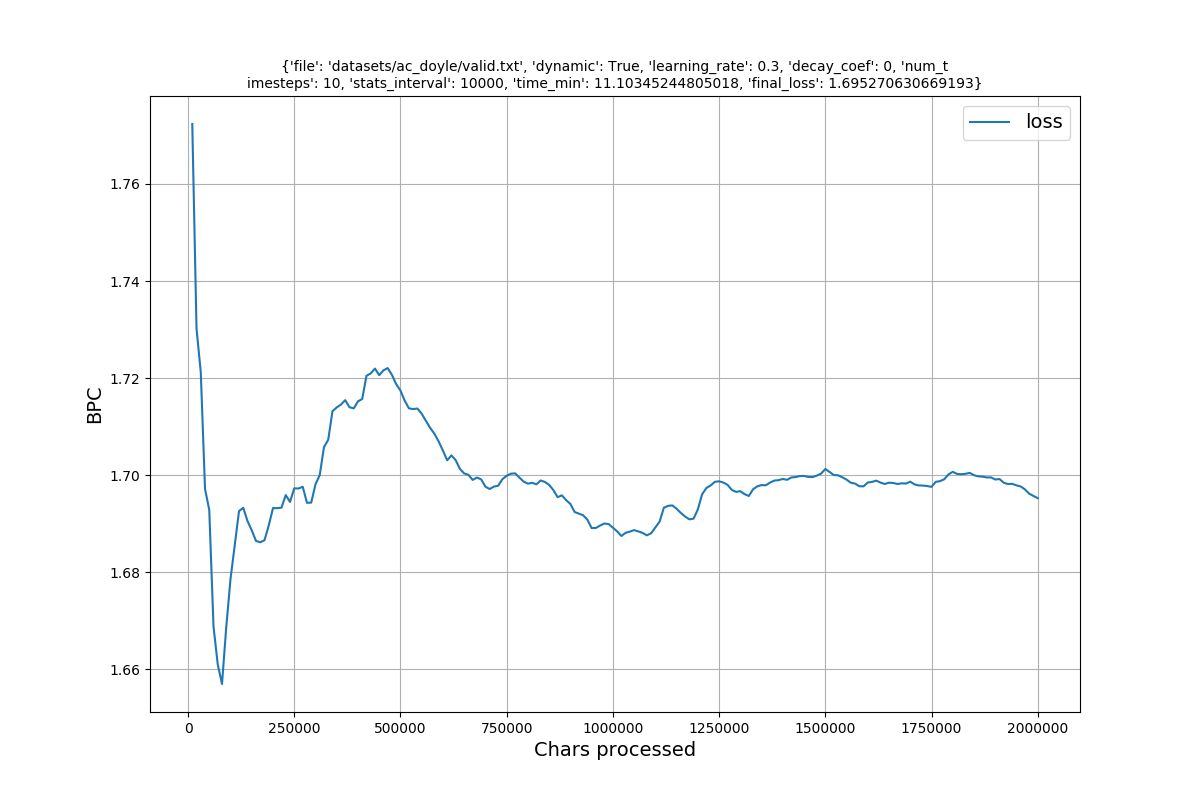 {'file': 'datasets/ac_doyle/valid.txt', 'dynamic': True, 'learning_rate': 0.3, 'decay_coef': 0, 'num_t
imesteps': 10, 'stats_interval': 10000, 'time_min': 11.10345244805018, 'final_loss': 1.695270630669193}
loss
1.76
1.74
1.72
1.70
1.68
1.66
BPC
0 250000 500000 750000 1000000 1250000 1500000 1750000 2000000
Chars processed